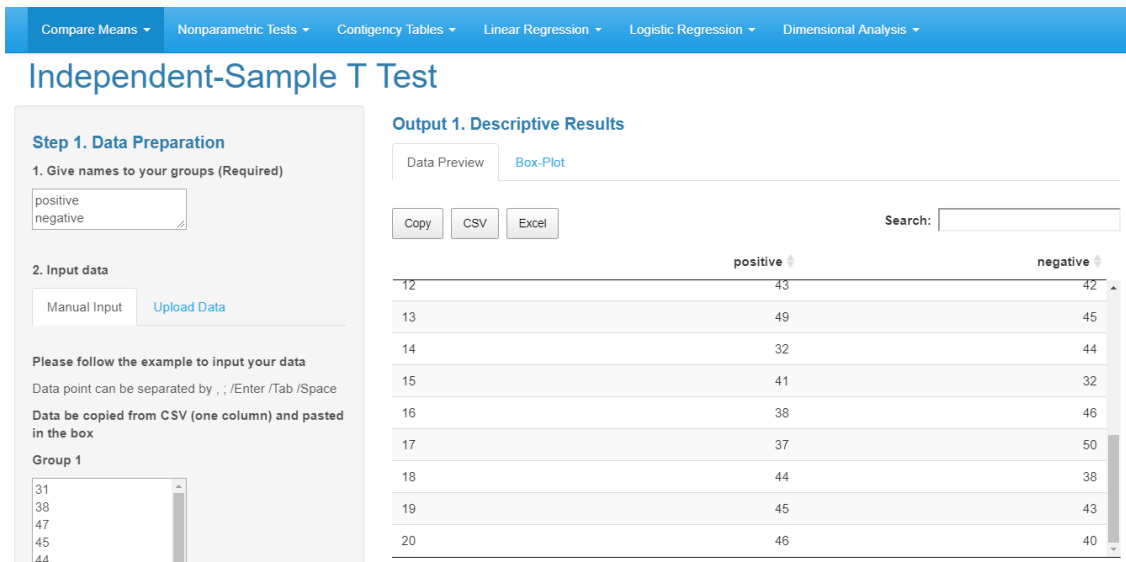 Compare Means Nonparametric Tests Contigency Tables Linear Regression Logistic Regression Dimensional Analysis
Independent-Sample T Test
Step 1. Data Preparation
1. Give names to your groups (Required)
positive
negative
2. Input data
Manual Input Upload Data
Please follow the example to input your data
Data point can be separated by , ; /Enter /Tab /Space
Data be copied from CSV (one column) and pasted
in the box
Group 1
31
38
47
45
44
Output 1. Descriptive Results
Data Preview Box-Plot
Copy CSV Excel Search:
positive negative
12 43 42
13 49 45
14 32 44
15 41 32
16 38 46
17 37 50
18 44 38
19 45 43
20 46 40